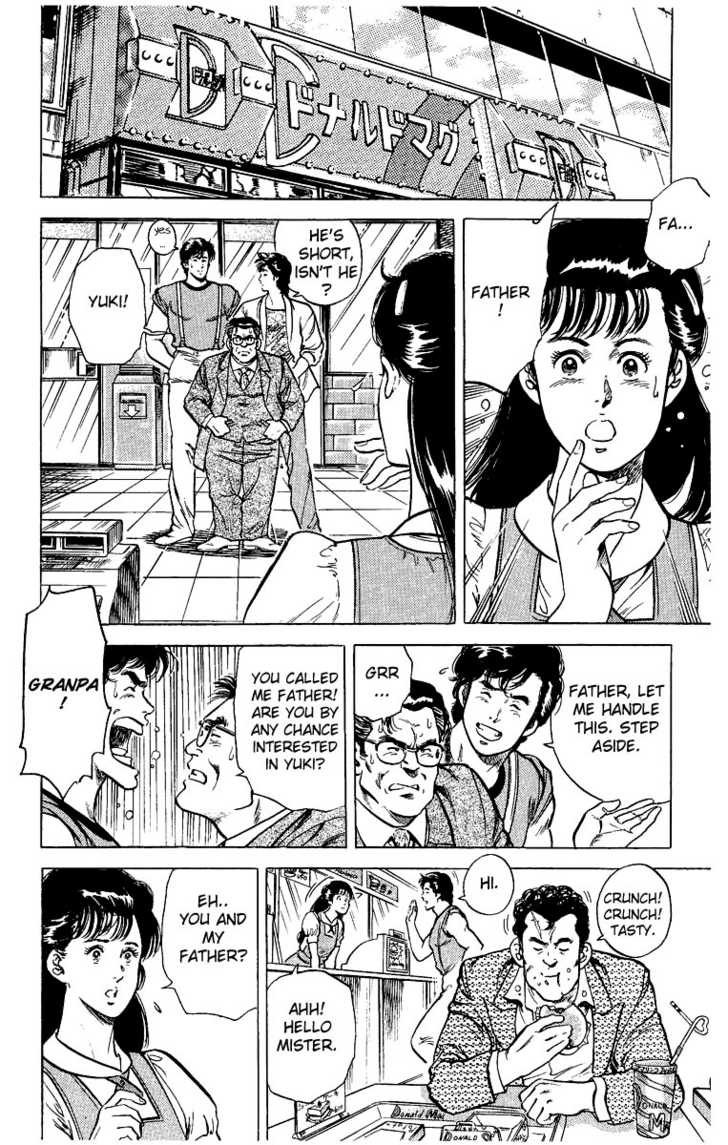 ドナルドマグ
FA...
FATHER
!
HE'S
SHORT,
ISN'T HE
?
yes
..
YUKI!
FATHER, LET
ME HANDLE
THIS. STEP
ASIDE.
GRR
...
YOU CALLED
ME FATHER!
ARE YOU BY
ANY CHANCE
INTERESTED
IN YUKI?
GRANPA
!
CRUNCH!
CRUNCH!
TASTY.
HI.
AHH!
HELLO
MISTER.
EH..
YOU AND
MY
FATHER?